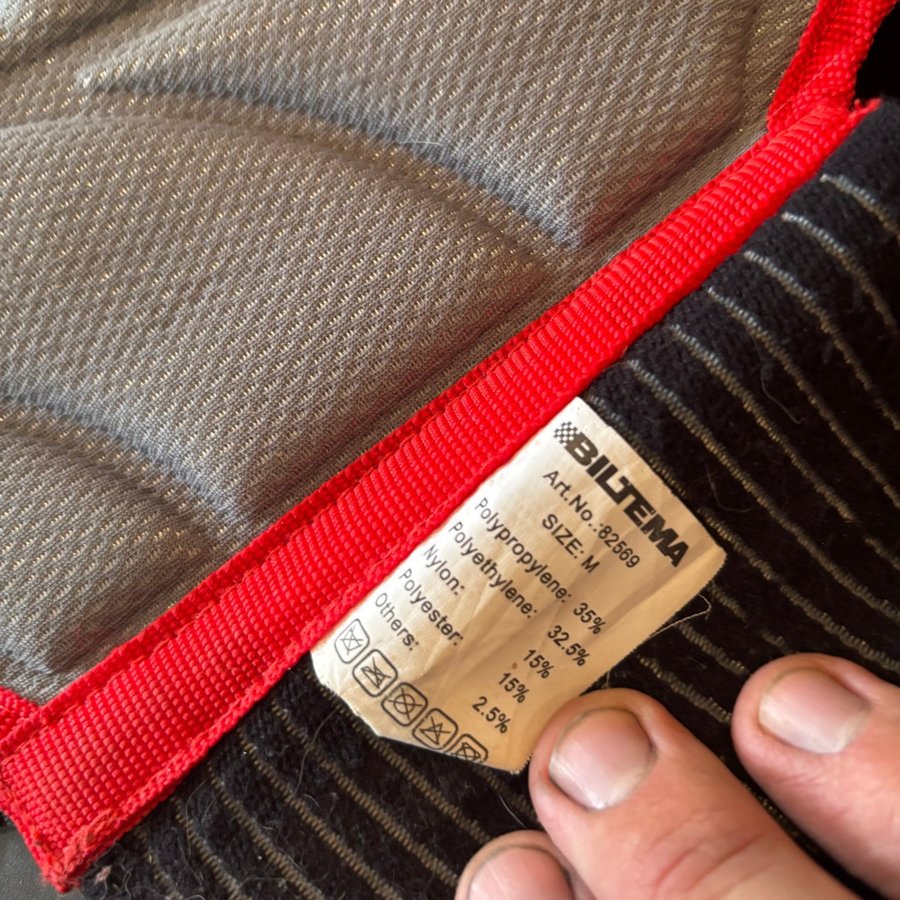 BILTEMA
Art.No.:82569
SIZE: M
Polypropylene: 35%
Polyethylene: 32.5%
Nylon: 15%
Polyester: 15%
Others: 2.5%